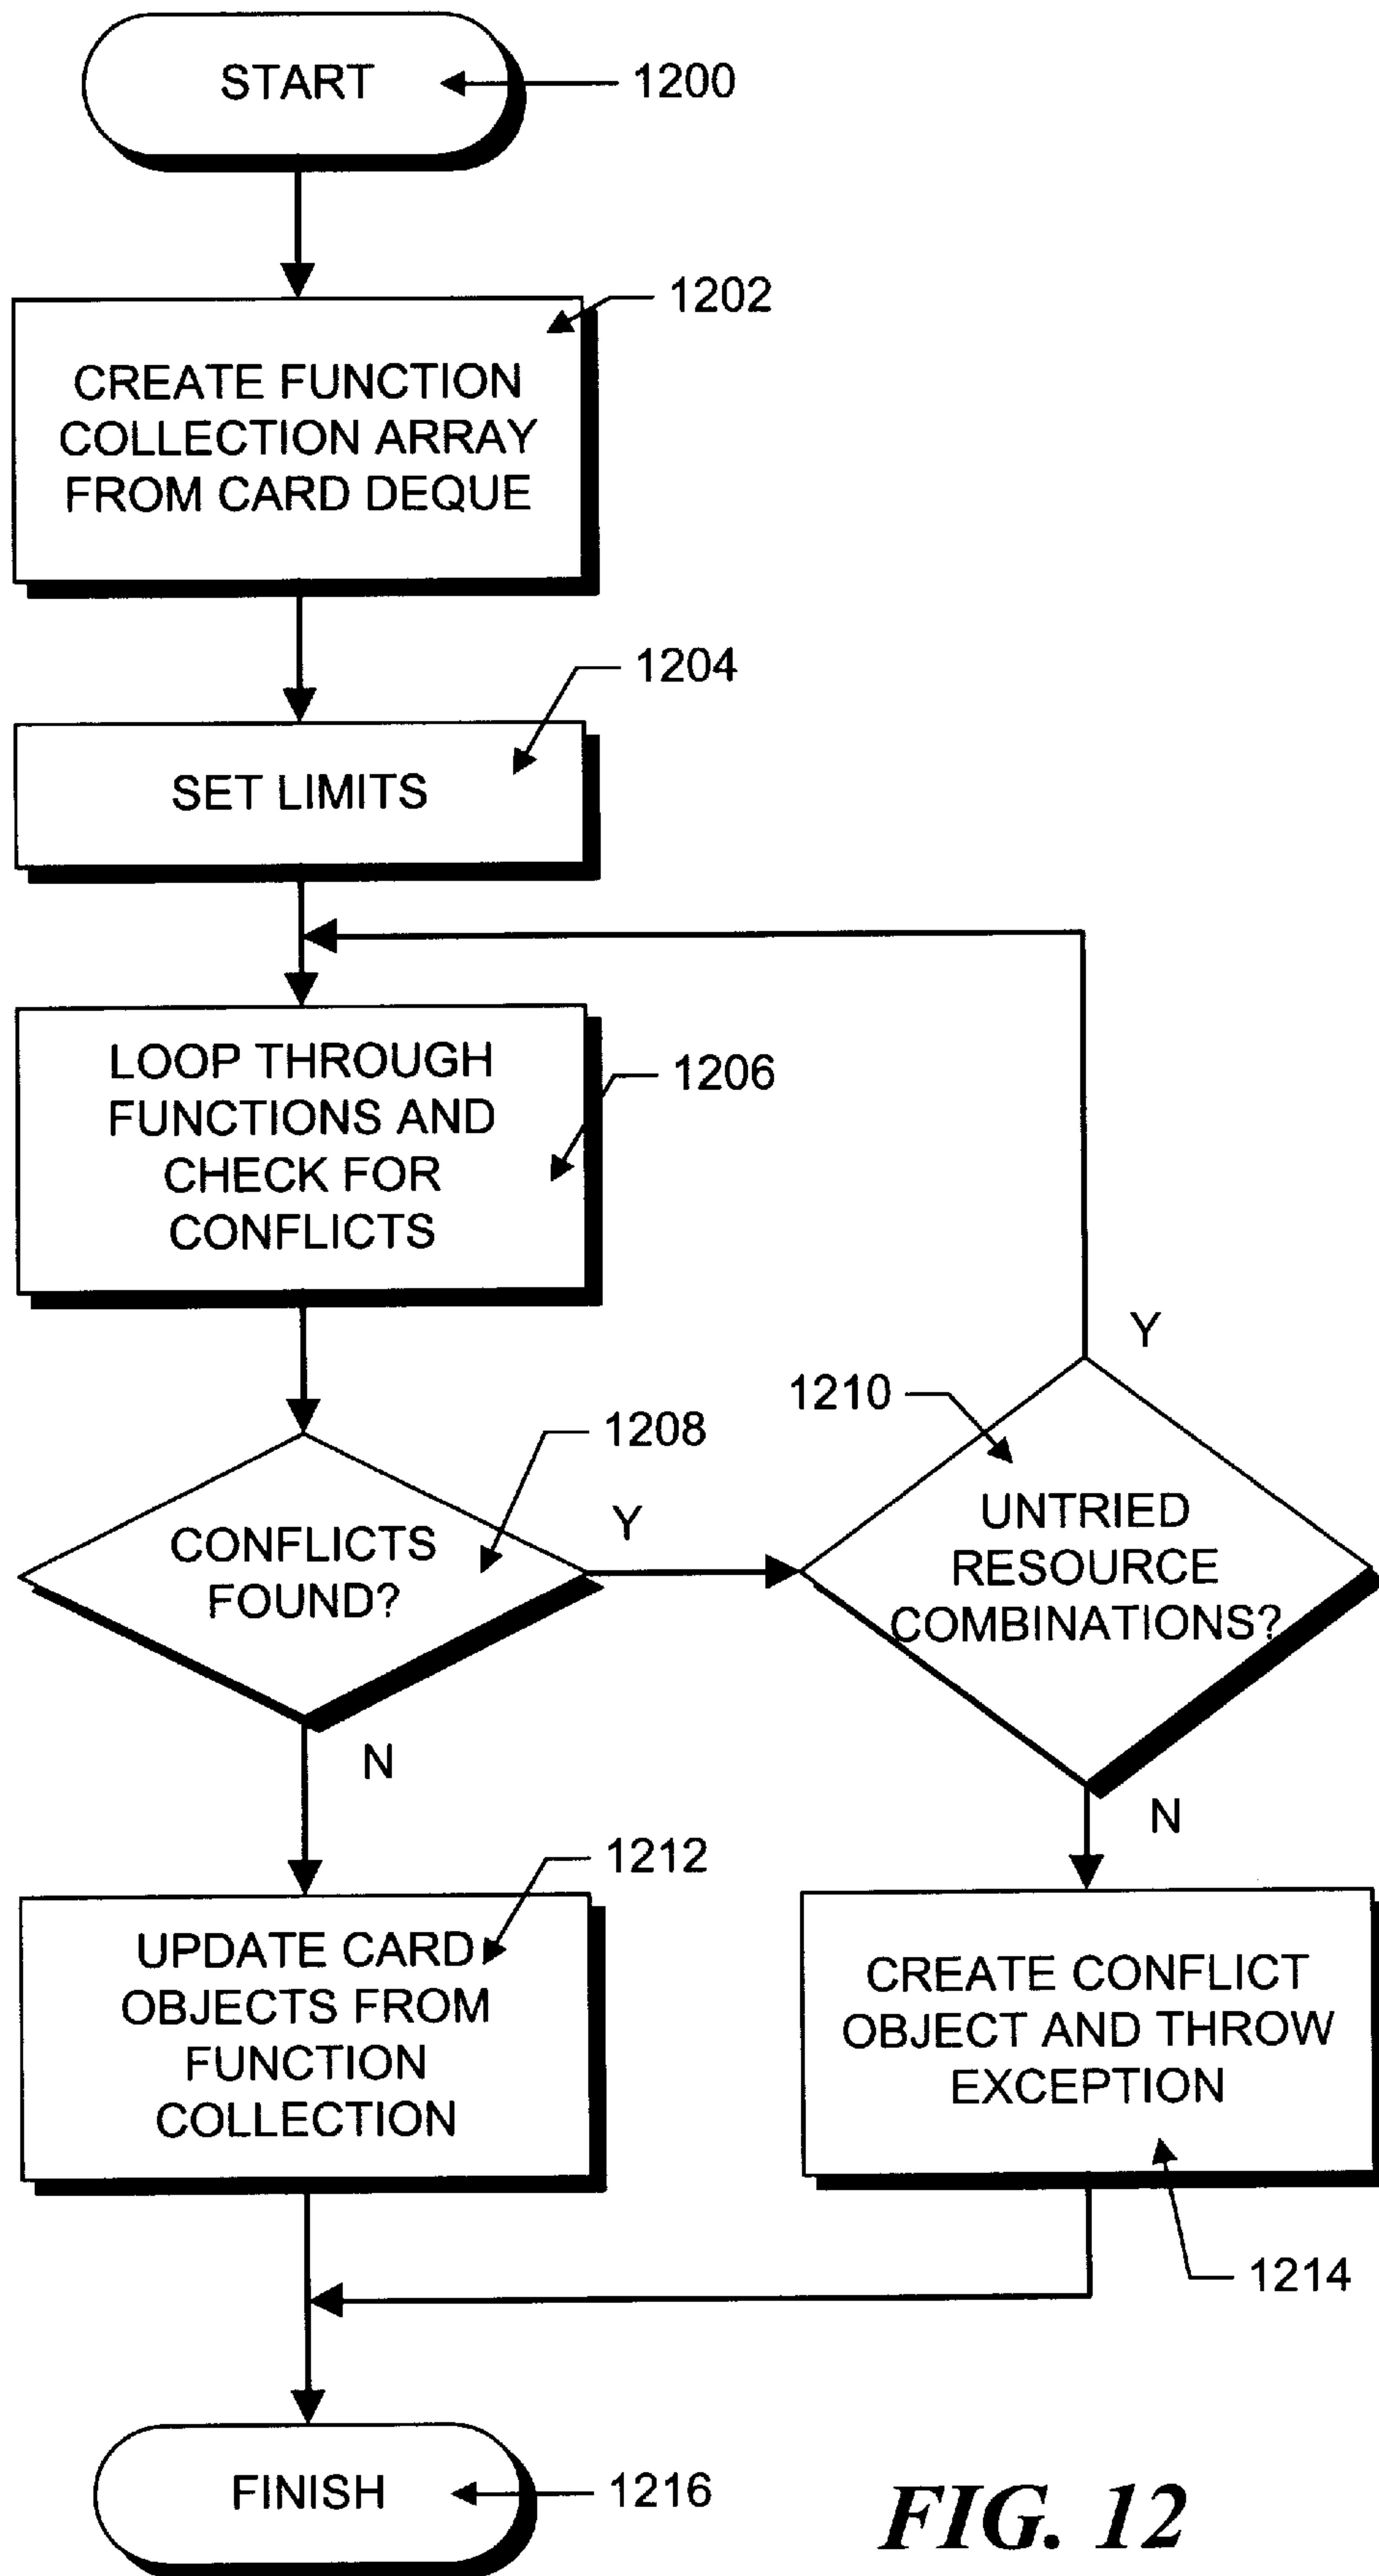 START
1200
1202
CREATE FUNCTION
COLLECTION ARRAY
FROM CARD DEQUE
1204
SET LIMITS
LOOP THROUGH
FUNCTIONS AND
CHECK FOR
CONFLICTS
1206
Y
1210
1208
CONFLICTS
FOUND?
Y
UNTRIED
RESOURCE
COMBINATIONS?
N
N
1212
UPDATE CARD
OBJECTS FROM
FUNCTION
COLLECTION
CREATE CONFLICT
OBJECT AND THROW
EXCEPTION
1214
FINISH
1216
FIG. 12